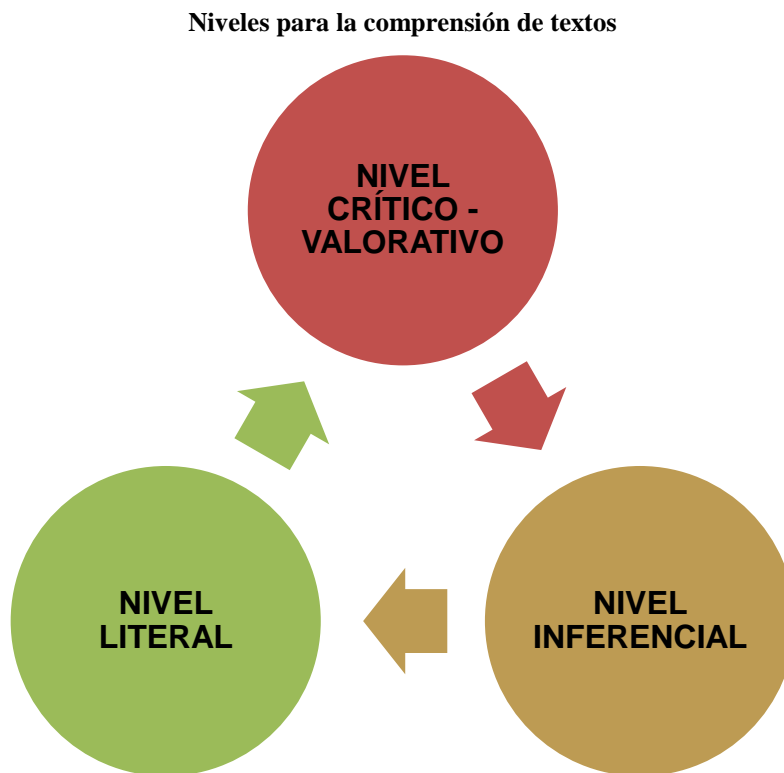 Niveles para la comprensión de textos
NIVEL
CRÍTICO -
VALORATIVO
NIVEL
LITERAL
NIVEL
INFERENCIAL